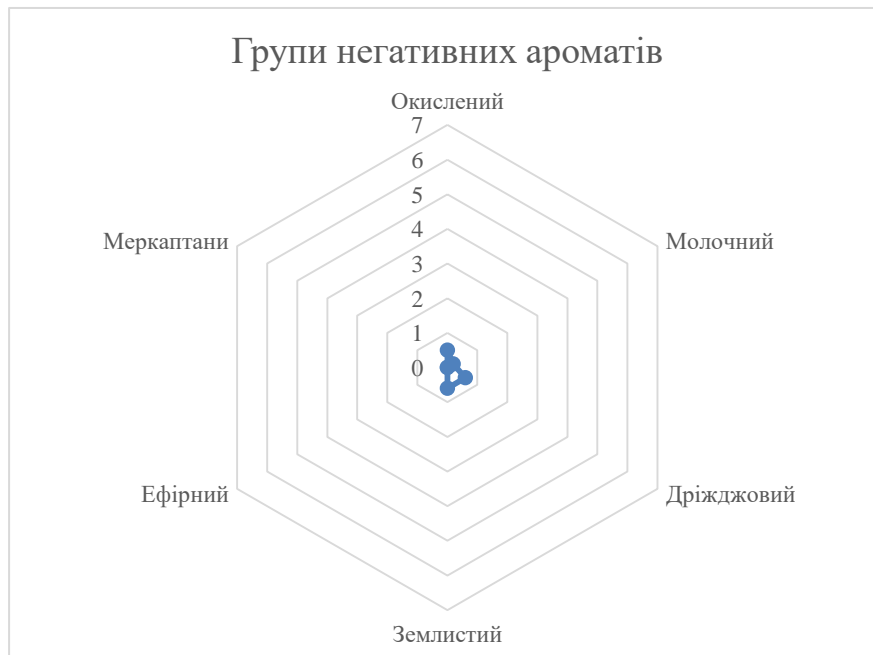 Групи негативних ароматів
Окислений
7
6
5
4
3
2
1
0
Меркаптани
Молочний
Ефірний
Дріжджовий
Землистий